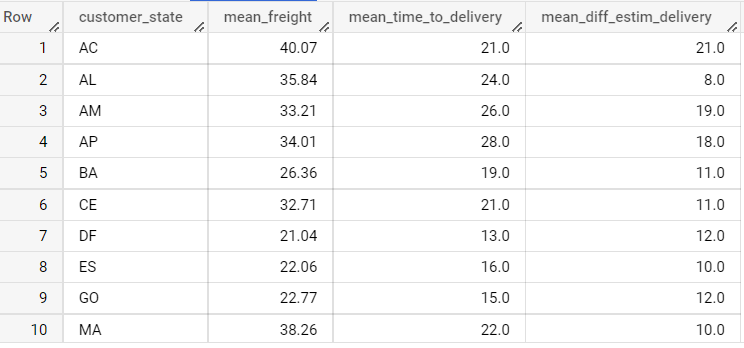 Row customer_state mean_freight mean_time_to_delivery mean_diff_estim_delivery
1 AC 40.07 21.0 21.0
2 AL 35.84 24.0 8.0
3 AM 33.21 26.0 19.0
4 AP 34.01 28.0 18.0
5 BA 26.36 19.0 11.0
6 CE 32.71 21.0 11.0
7 DF 21.04 13.0 12.0
8 ES 22.06 16.0 10.0
9 GO 22.77 15.0 12.0
10 MA 38.26 22.0 10.0